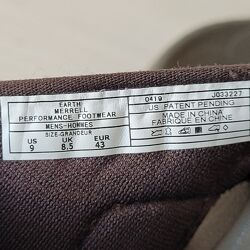 EARTH
MERRELL
PERFORMANCE FOOTWEAR
MENS-HOMMES
SIZE-GRANDEUR
US UK EUR
9 8.5 43
0419 J033227
US PATENT PENDING
MADE IN CHINA
FABRIQUE EN CHINE